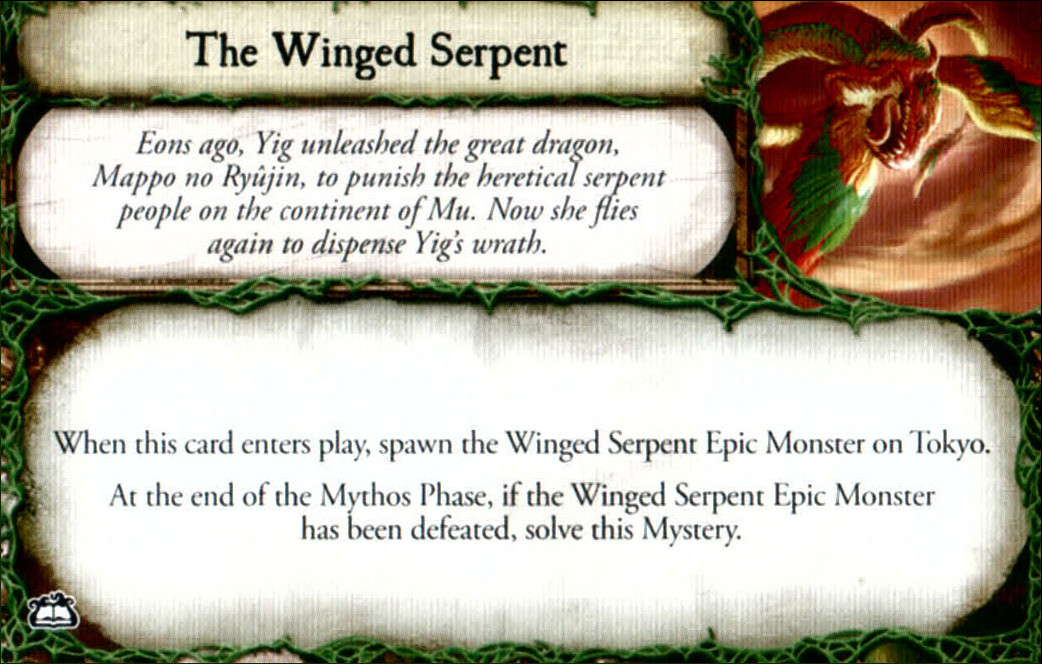 The Winged Serpent
Eons ago, Yig unleashed the great dragon,
Mappo no Ryûjin, to punish the heretical serpent
people on the continent of Mu. Now she flies
again to dispense Yig's wrath.
When this card enters play, spawn the Winged Serpent Epic Monster on Tokyo.
At the end of the Mythos Phase, if the Winged Serpent Epic Monster
has been defeated, solve this Mystery.